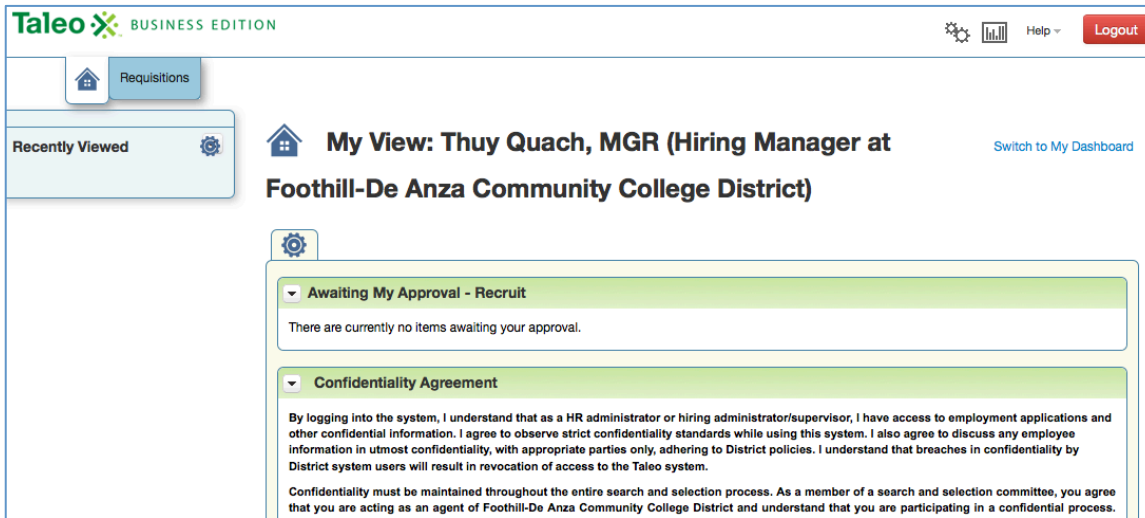 Taleo BUSINESS EDITION
Help
Logout
Requisitions
Recently Viewed
My View: Thuy Quach, MGR (Hiring Manager at
Foothill-De Anza Community College District)
Switch to My Dashboard
Awaiting My Approval - Recruit
There are currently no items awaiting your approval.
Confidentiality Agreement
By logging into the system, I understand that as a HR administrator or hiring administrator/supervisor, I have access to employment applications and
other confidential information. I agree to observe strict confidentiality standards while using this system. I also agree to discuss any employee
information in utmost confidentiality, with appropriate parties only, adhering to District policies. I understand that breaches in confidentiality by
District system users will result in revocation of access to the Taleo system.
Confidentiality must be maintained throughout the entire search and selection process. As a member of a search and selection committee, you agree
that you are acting as an agent of Foothill-De Anza Community College District and understand that you are participating in a confidential process.